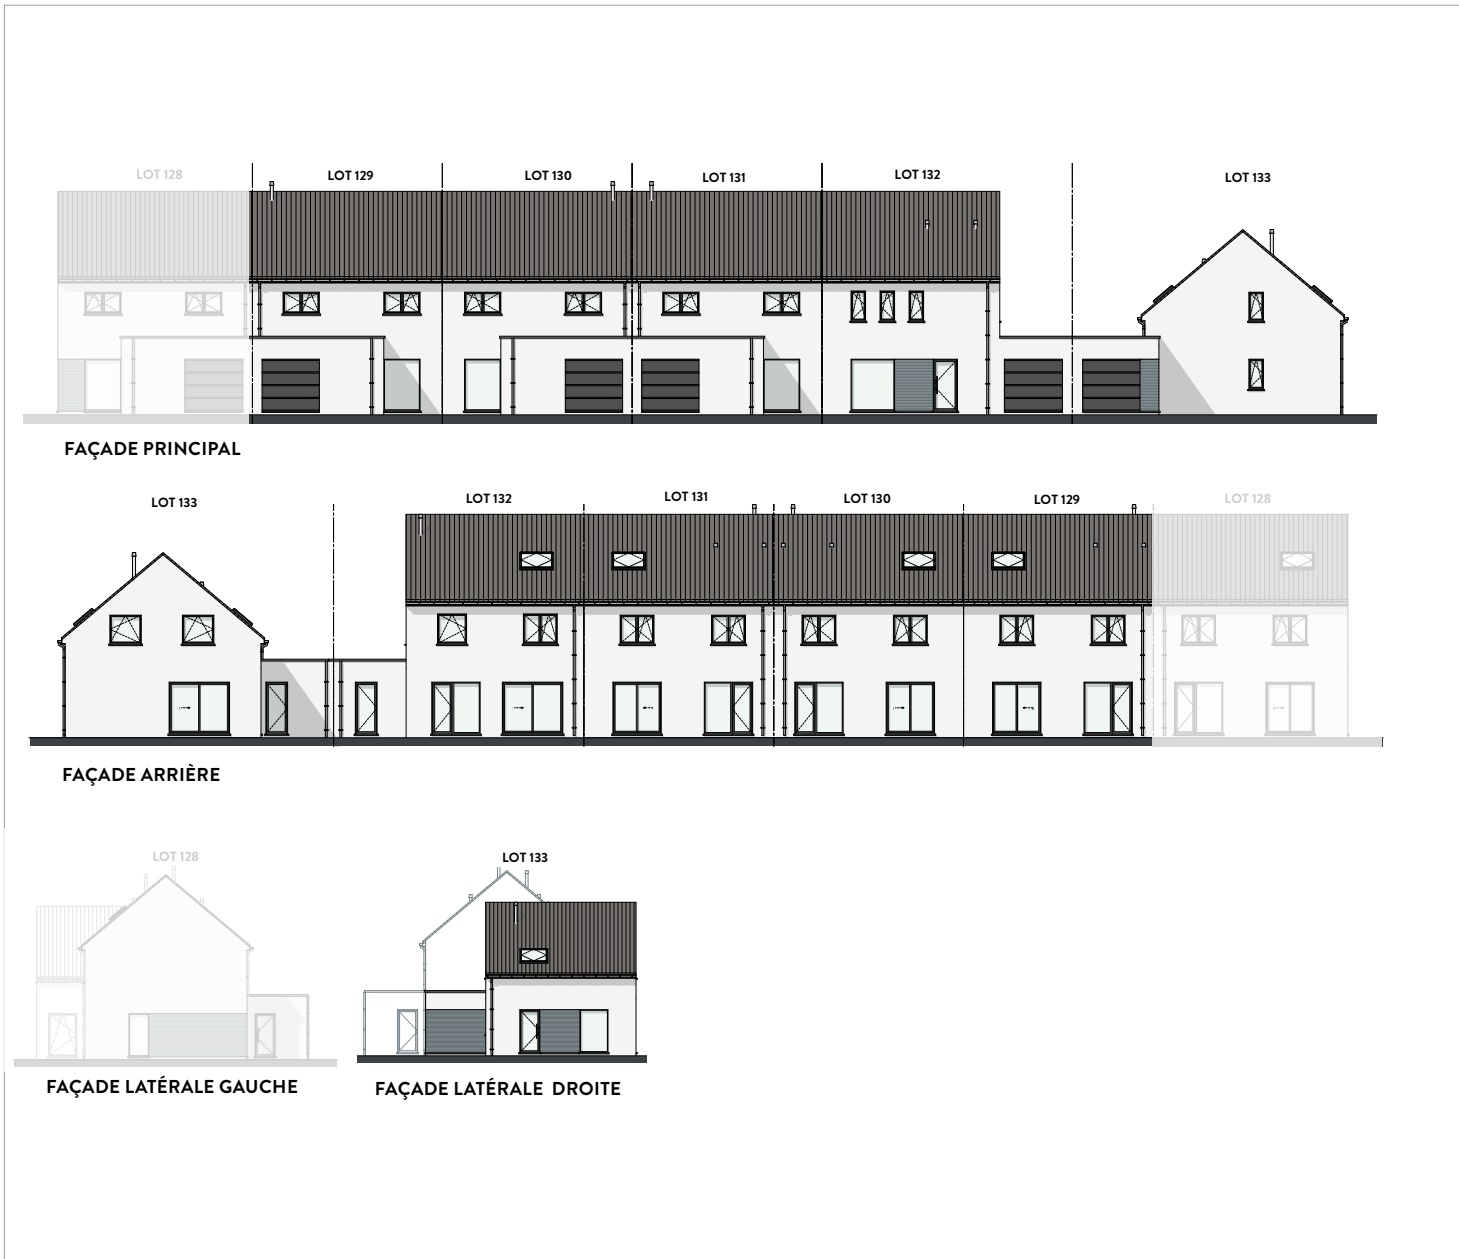 LOT 128
LOT 129
LOT 130
LOT 131
LOT 132
LOT 133
FAÇADE PRINCIPAL
LOT 133
LOT 132
LOT 131
LOT 130
LOT 129
LOT 128
FAÇADE ARRIÈRE
LOT 128
LOT 133
FAÇADE LATÉRALE GAUCHE
FAÇADE LATÉRALE DROITE